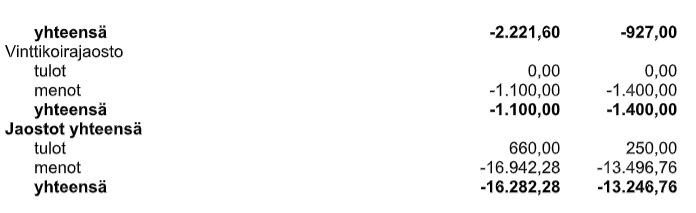 yhteensä -2.221,60 -927,00
Vinttikoirajaosto
tulot 0,00 0,00
menot -1.100,00 -1.400,00
yhteensä -1.100,00 -1.400,00
Jaostot yhteensä
tulot 660,00 250,00
menot -16.942,28 -13.496,76
yhteensä -16.282,28 -13.246,76